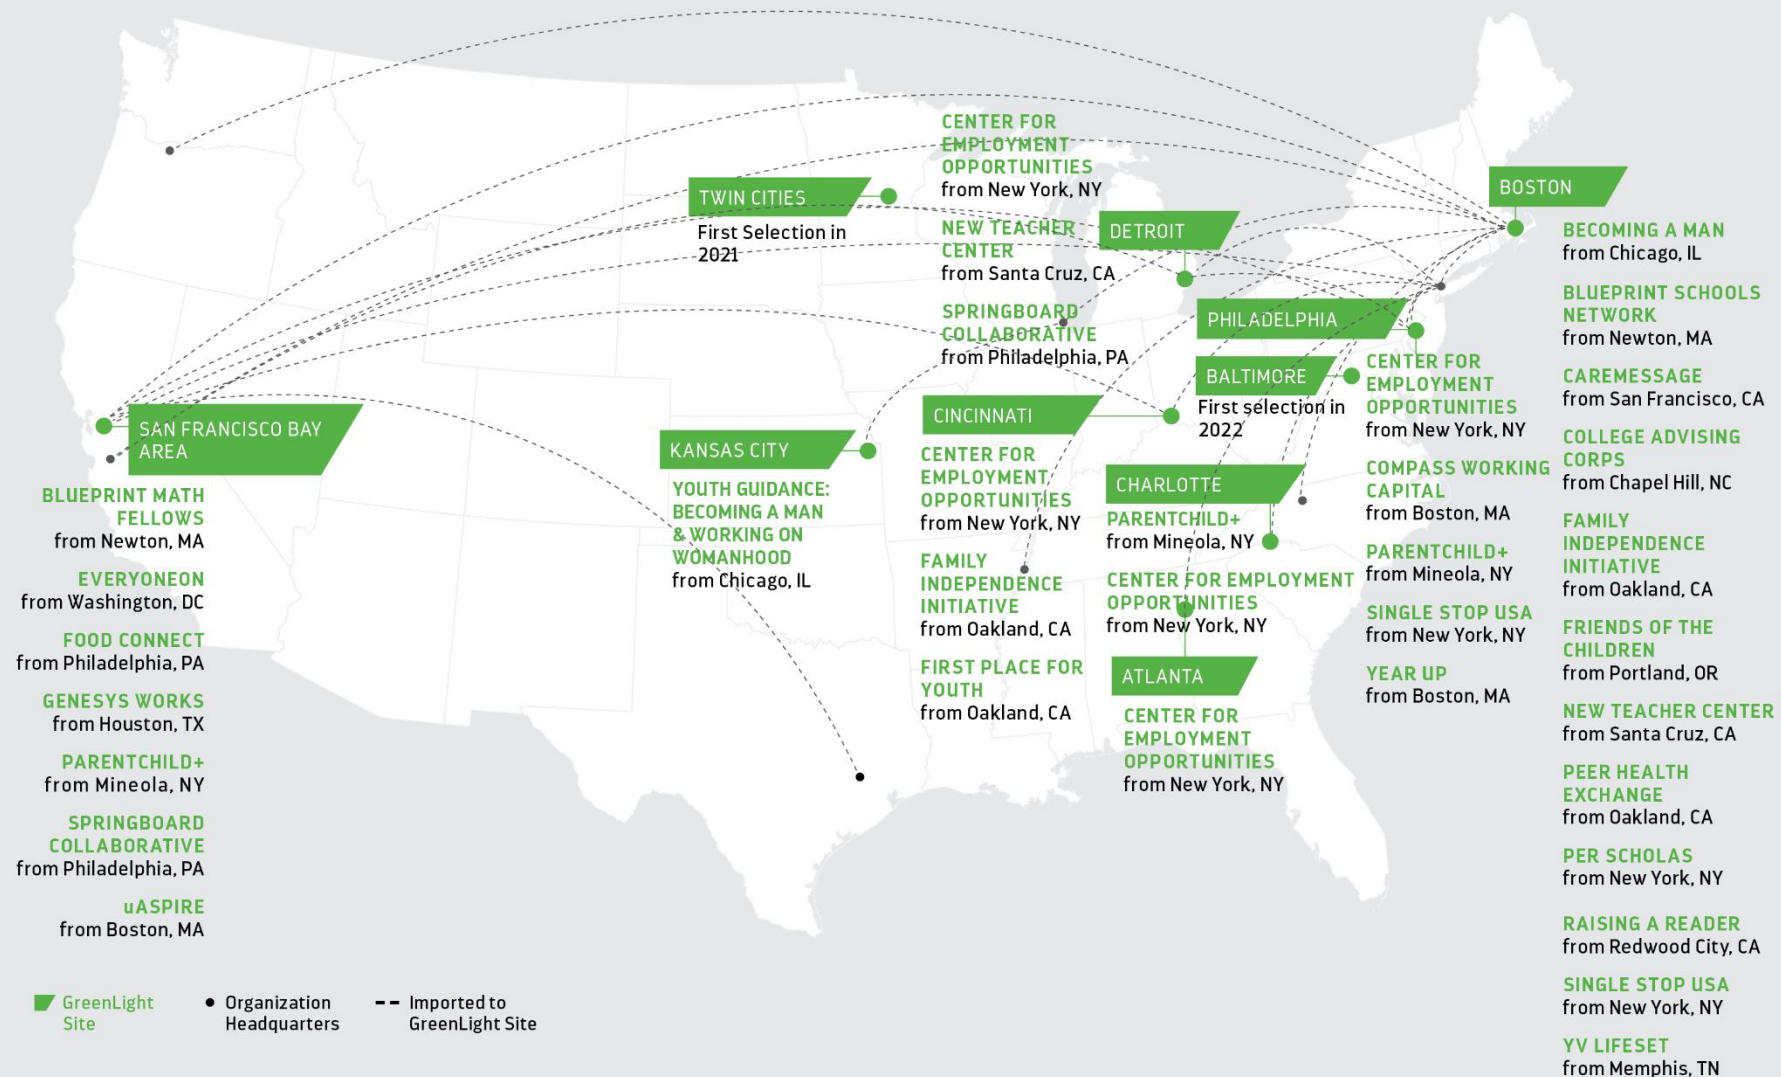 TWIN CITIES
First Selection in
2021
CENTER FOR
EMPLOYMENT
OPPORTUNITIES
from New York, NY
NEW TEACHER
CENTER
from Santa Cruz, CA
SPRINGBOARD
COLLABORATIVE
from Philadelphia, PA
DETROIT
BOSTON
BECOMING A MAN
from Chicago, IL
BLUEPRINT SCHOOLS
NETWORK
from Newton, MA
CAREMESSAGE
from San Francisco, CA
COLLEGE ADVISING
CORPS
from Chapel Hill, NC
FAMILY
INDEPENDENCE
INITIATIVE
from Oakland, CA
FRIENDS OF THE
CHILDREN
from Portland, OR
NEW TEACHER CENTER
from Santa Cruz, CA
PEER HEALTH
EXCHANGE
from Oakland, CA
PER SCHOLAS
from New York, NY
RAISING A READER
from Redwood City, CA
SINGLE STOP USA
from New York, NY
YV LIFESET
from Memphis, TN
PHILADELPHIA
CENTER FOR
EMPLOYMENT
OPPORTUNITIES
from New York, NY
COMPASS WORKING
CAPITAL
from Boston, MA
PARENTCHILD+
from Mineola, NY
SINGLE STOP USA
from New York, NY
YEAR UP
from Boston, MA
BALTIMORE
First selection in
2022
CINCINNATI
CENTER FOR
EMPLOYMENT
OPPORTUNITIES
from New York, NY
FAMILY
INDEPENDENCE
INITIATIVE
from Oakland, CA
FIRST PLACE FOR
YOUTH
from Oakland, CA
CHARLOTTE
PARENTCHILD+
from Mineola, NY
CENTER FOR EMPLOYMENT
OPPORTUNITIES
from New York, NY
ATLANTA
CENTER FOR
EMPLOYMENT
OPPORTUNITIES
from New York, NY
KANSAS CITY
YOUTH GUIDANCE:
BECOMING A MAN
& WORKING ON
WOMANHOOD
from Chicago, IL
SAN FRANCISCO BAY
AREA
BLUEPRINT MATH
FELLOWS
from Newton, MA
EVERYONEON
from Washington, DC
FOOD CONNECT
from Philadelphia, PA
GENESYS WORKS
from Houston, TX
PARENTCHILD+
from Mineola, NY
SPRINGBOARD
COLLABORATIVE
from Philadelphia, PA
uASPIRE
from Boston, MA
GreenLight
Site
Organization
Headquarters
Imported to
GreenLight Site